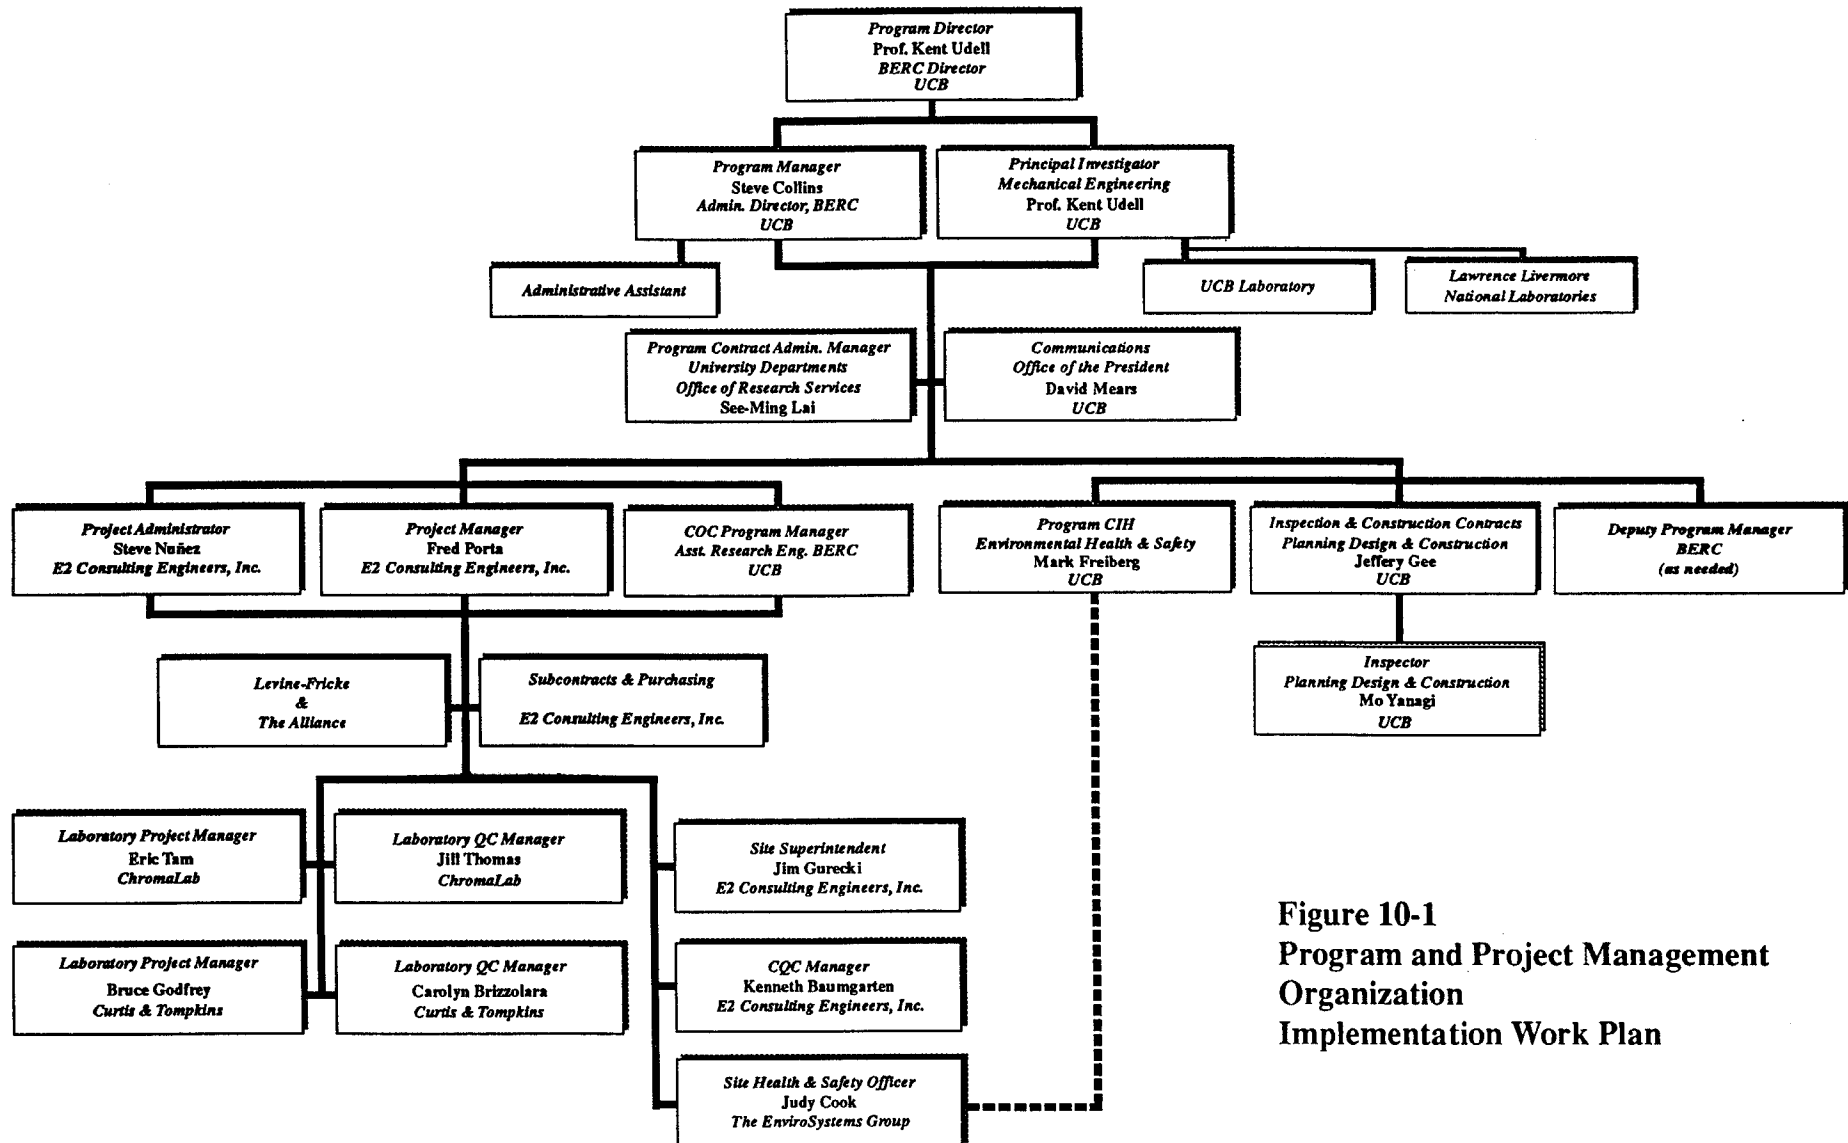 Program Director
Prof. Kent Udell
BERC Director
UCB
Program Manager
Steve Collins
Admin. Director, BERC
UCB
Principal Investigator
Mechanical Engineering
Prof. Kent Udell
UCB
Administrative Assistant
UCB Laboratory
Lawrence Livermore
National Laboratories
Program Contract Admin. Manager
University Departments
Office of Research Services
See-Ming Lai
Communications
Office of the President
David Mears
UCB
Project Administrator
Steve Nuñez
E2 Consulting Engineers, Inc.
Project Manager
Fred Porta
E2 Consulting Engineers, Inc.
COC Program Manager
Asst. Research Eng. BERC
UCB
Program CIH
Environmental Health & Safety
Mark Freiberg
UCB
Inspection & Construction Contracts
Planning Design & Construction
Jeffery Gee
UCB
Deputy Program Manager
BERC
(as needed)
Inspector
Planning Design & Construction
Mo Yanagi
UCB
Levine-Fricke
&
The Alliance
Subcontracts & Purchasing
E2 Consulting Engineers, Inc.
Laboratory Project Manager
Eric Tam
ChromaLab
Laboratory QC Manager
Jill Thomas
ChromaLab
Site Superintendent
Jim Gurecki
E2 Consulting Engineers, Inc.
Laboratory Project Manager
Bruce Godfrey
Curtis & Tompkins
Laboratory QC Manager
Carolyn Brizzolara
Curtis & Tompkins
CQC Manager
Kenneth Baumgarten
E2 Consulting Engineers, Inc.
Site Health & Safety Officer
Judy Cook
The EnviroSystems Group
Figure 10-1
Program and Project Management
Organization
Implementation Work Plan